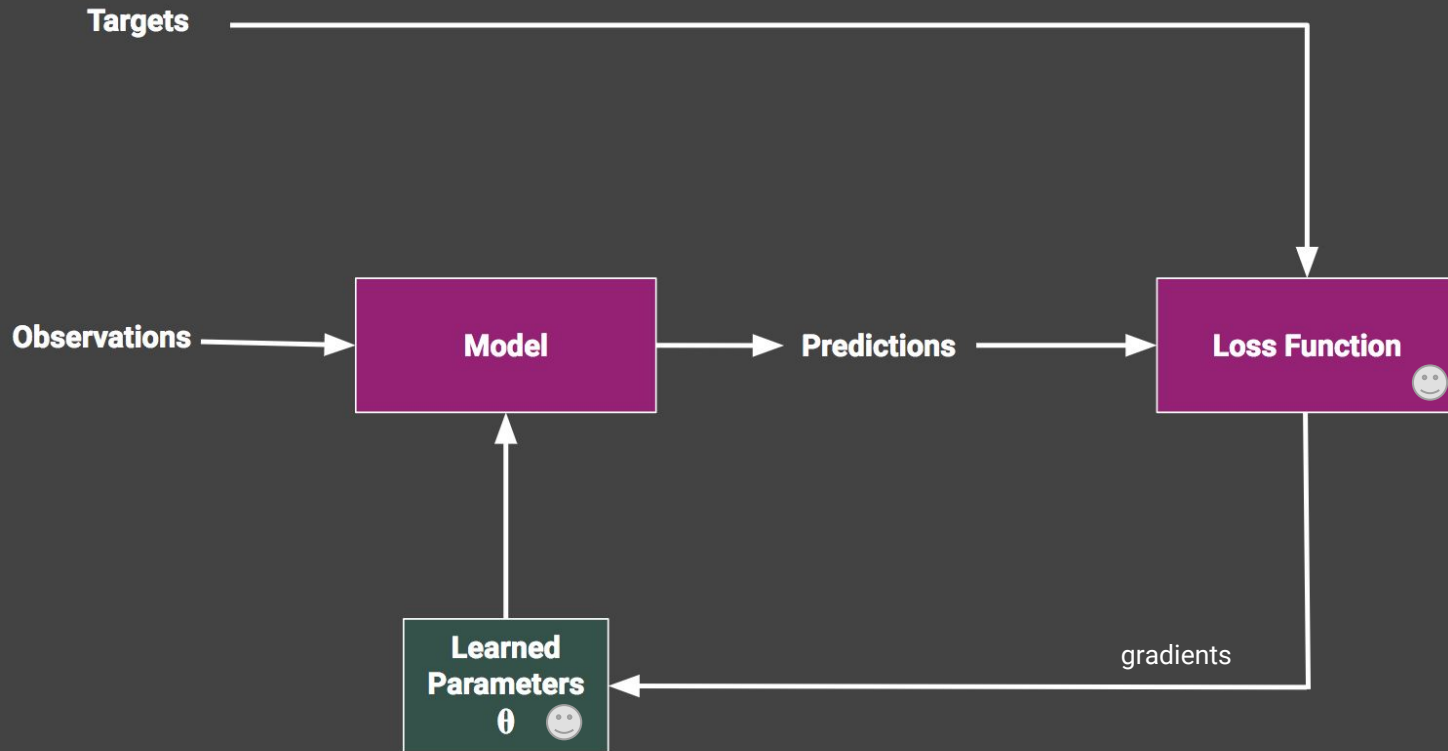 Targets
Observations
Model
Predictions
Loss Function
gradients
Learned
Parameters
θ